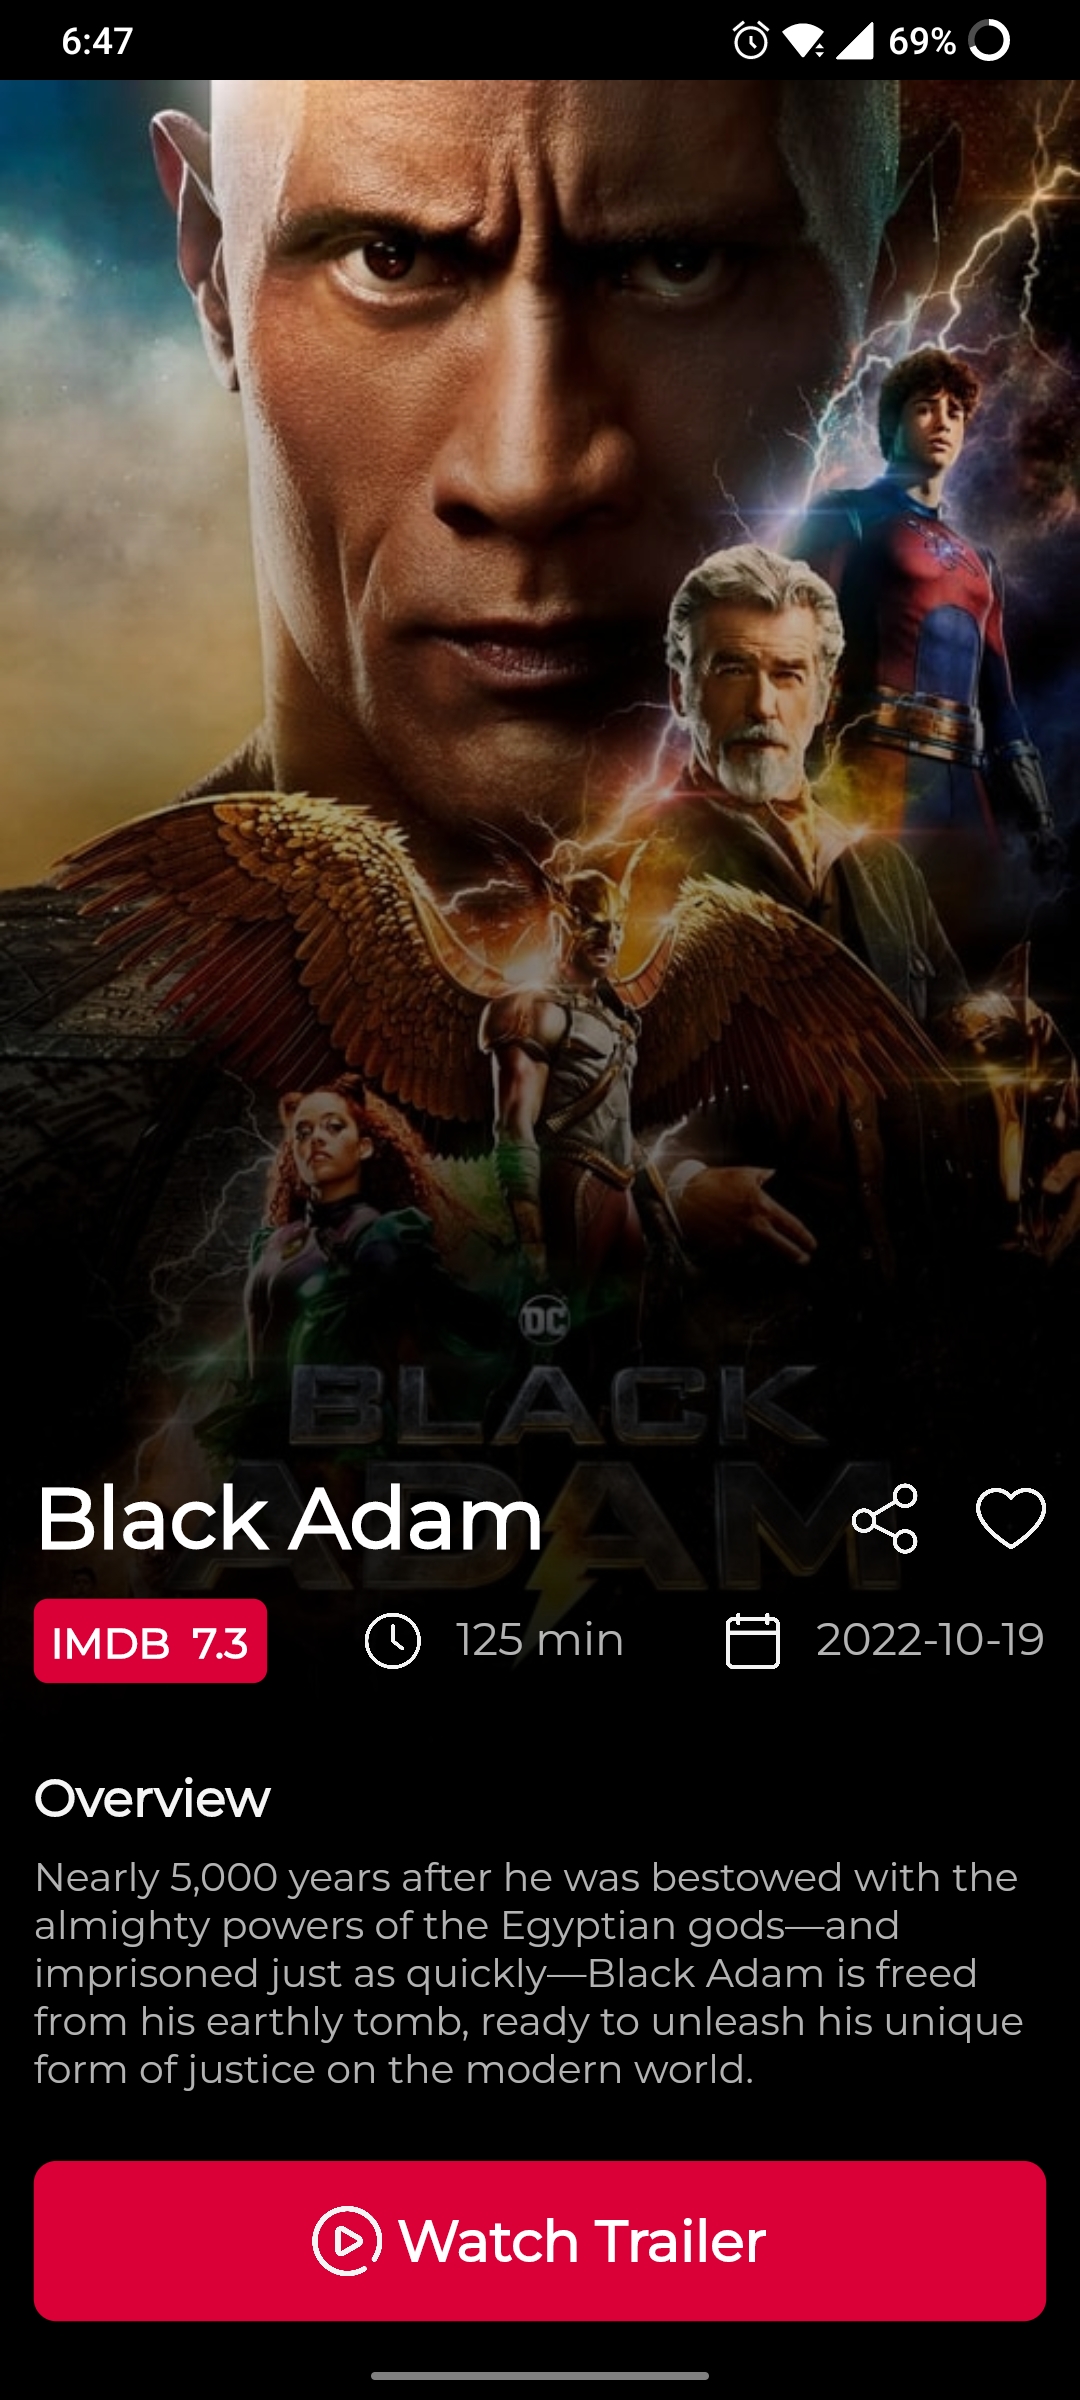 6:47 69%
DC
BLACK
ADAM
Black Adam
IMDB 7.3 125 min 2022-10-19
Overview
Nearly 5,000 years after he was bestowed with the
almighty powers of the Egyptian gods—and
imprisoned just as quickly—Black Adam is freed
from his earthly tomb, ready to unleash his unique
form of justice on the modern world.
Watch Trailer